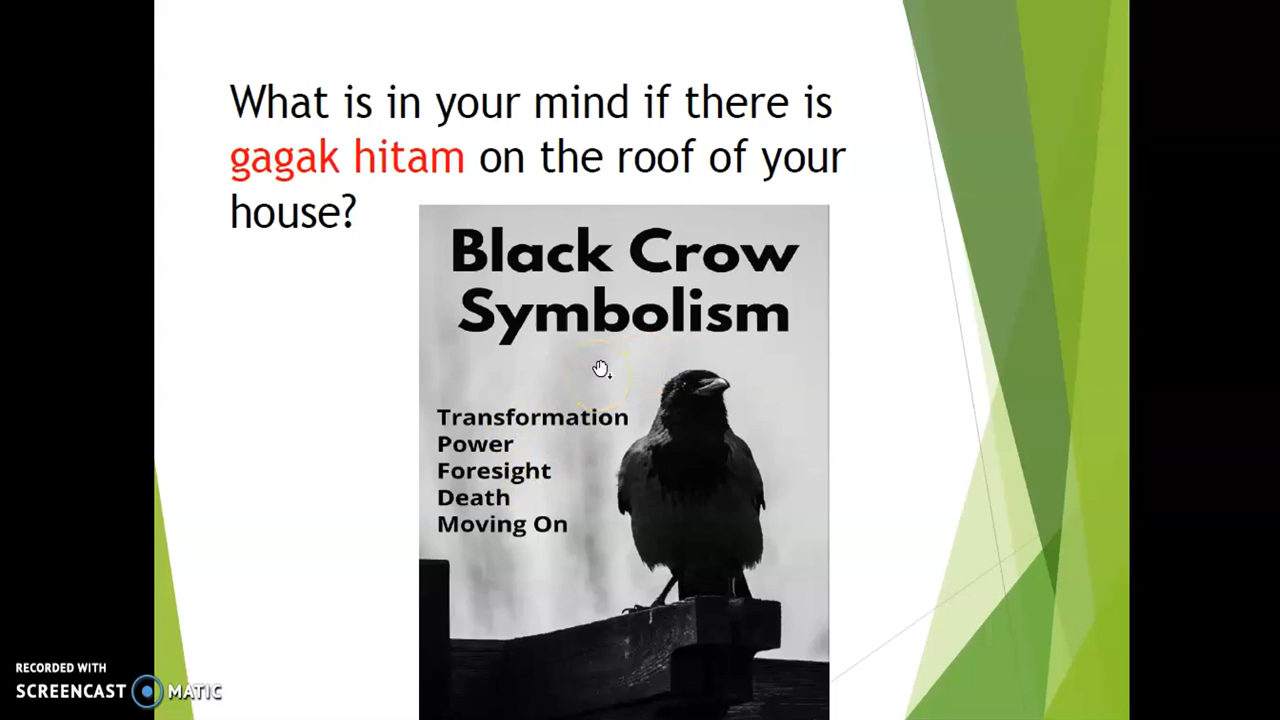 What is in your mind if there is
gagak hitam on the roof of your
house?
Black Crow
Symbolism
Transformation
Power
Foresight
Death
Moving On
RECORDED WITH
SCREENCAST MATIC